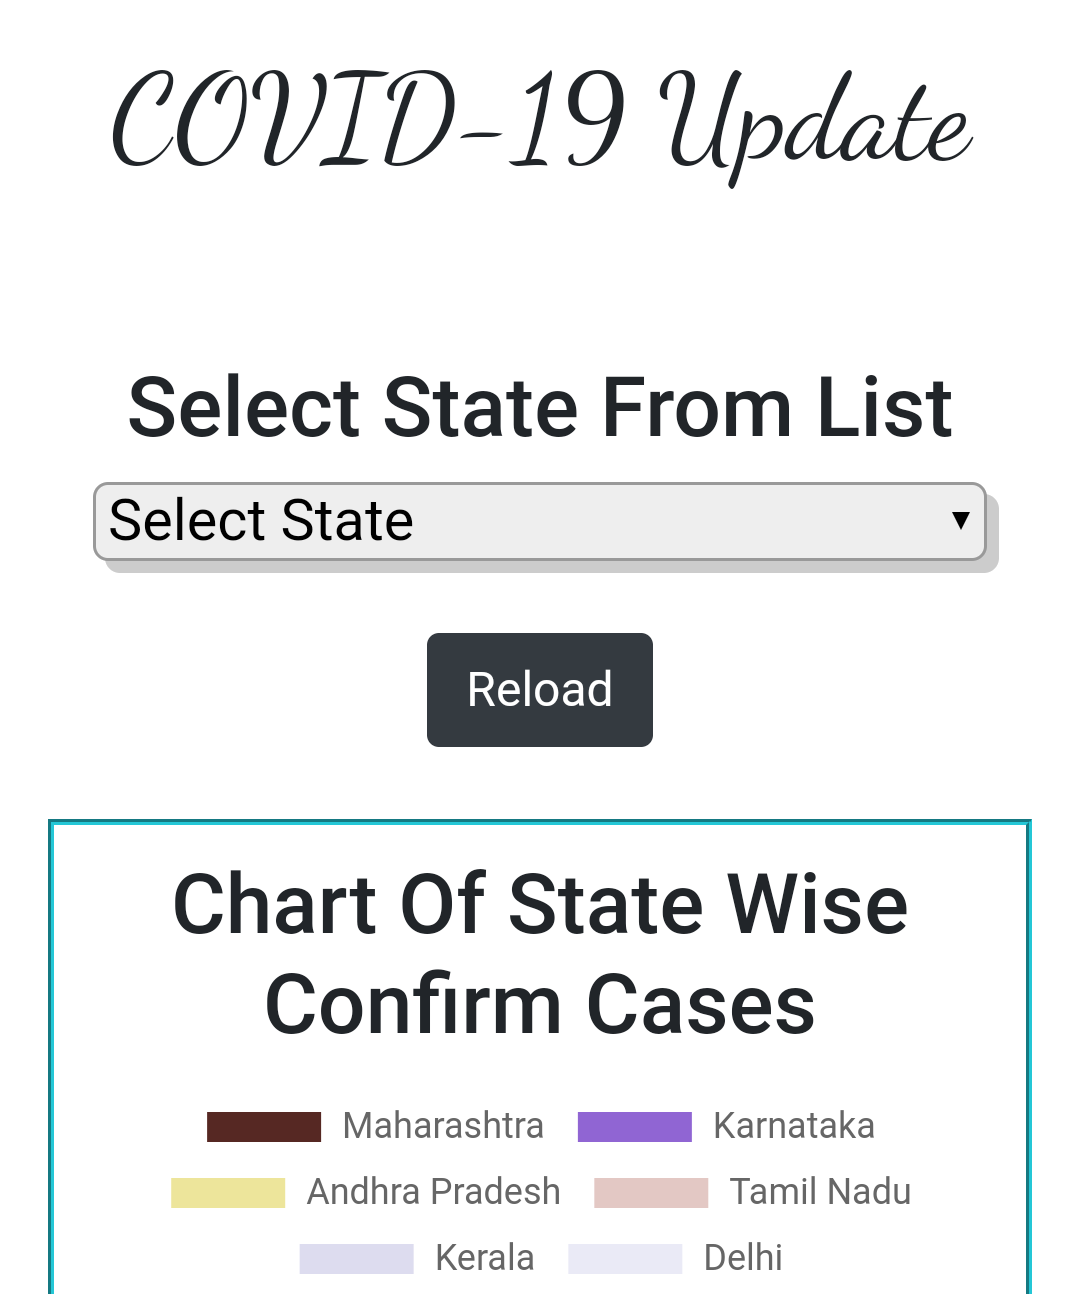 COVID-19 Update
Select State From List
Select State
Reload
Chart Of State Wise
Confirm Cases
Maharashtra Karnataka
Andhra Pradesh Tamil Nadu
Kerala Delhi